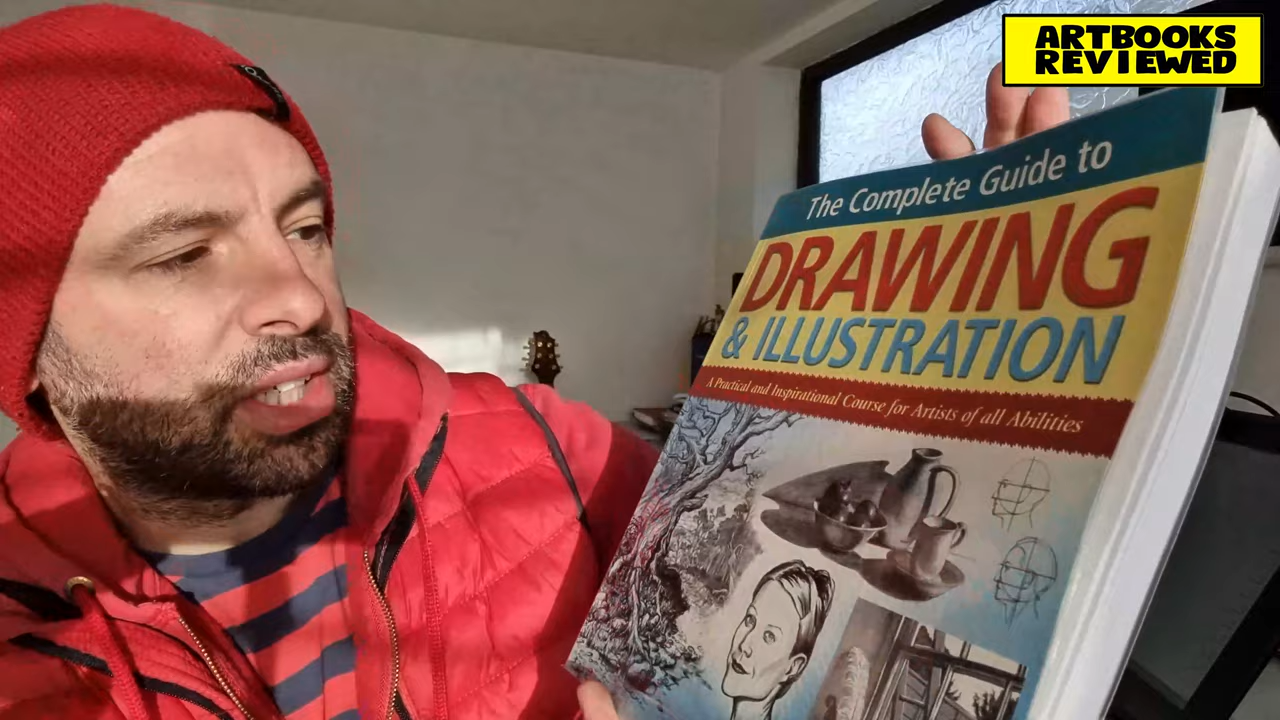 ARTBOOKS
REVIEWED
The Complete Guide to
DRAWING
& ILLUSTRATION
A Practical and Inspirational Course for Artists of all Abilities